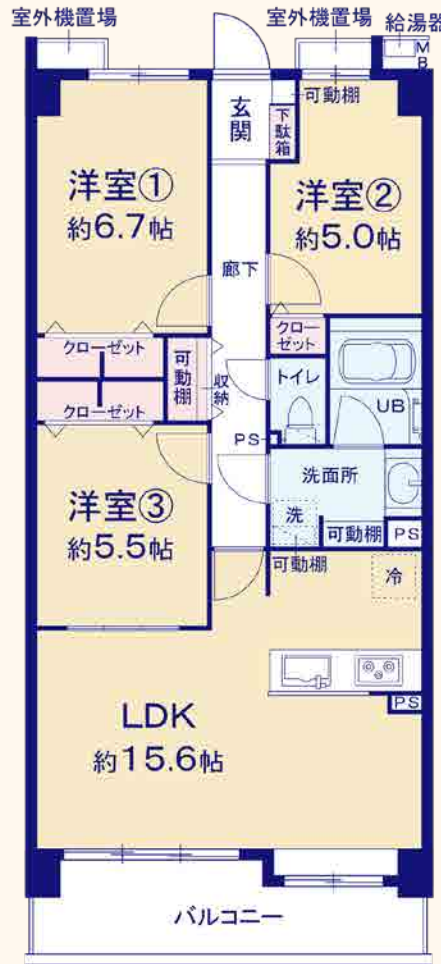 室外機置場
室外機置場
給湯器
MB
玄関
可動棚
下駄箱
洋室①
約6.7帖
洋室②
約5.0帖
廊下
クローゼット
可動棚
収納
クロー
ゼット
トイレ
UB
クローゼット
PS
洗面所
洋室③
約5.5帖
洗
可動棚
PS
可動棚
冷
PS
LDK
約15.6帖
バルコニー